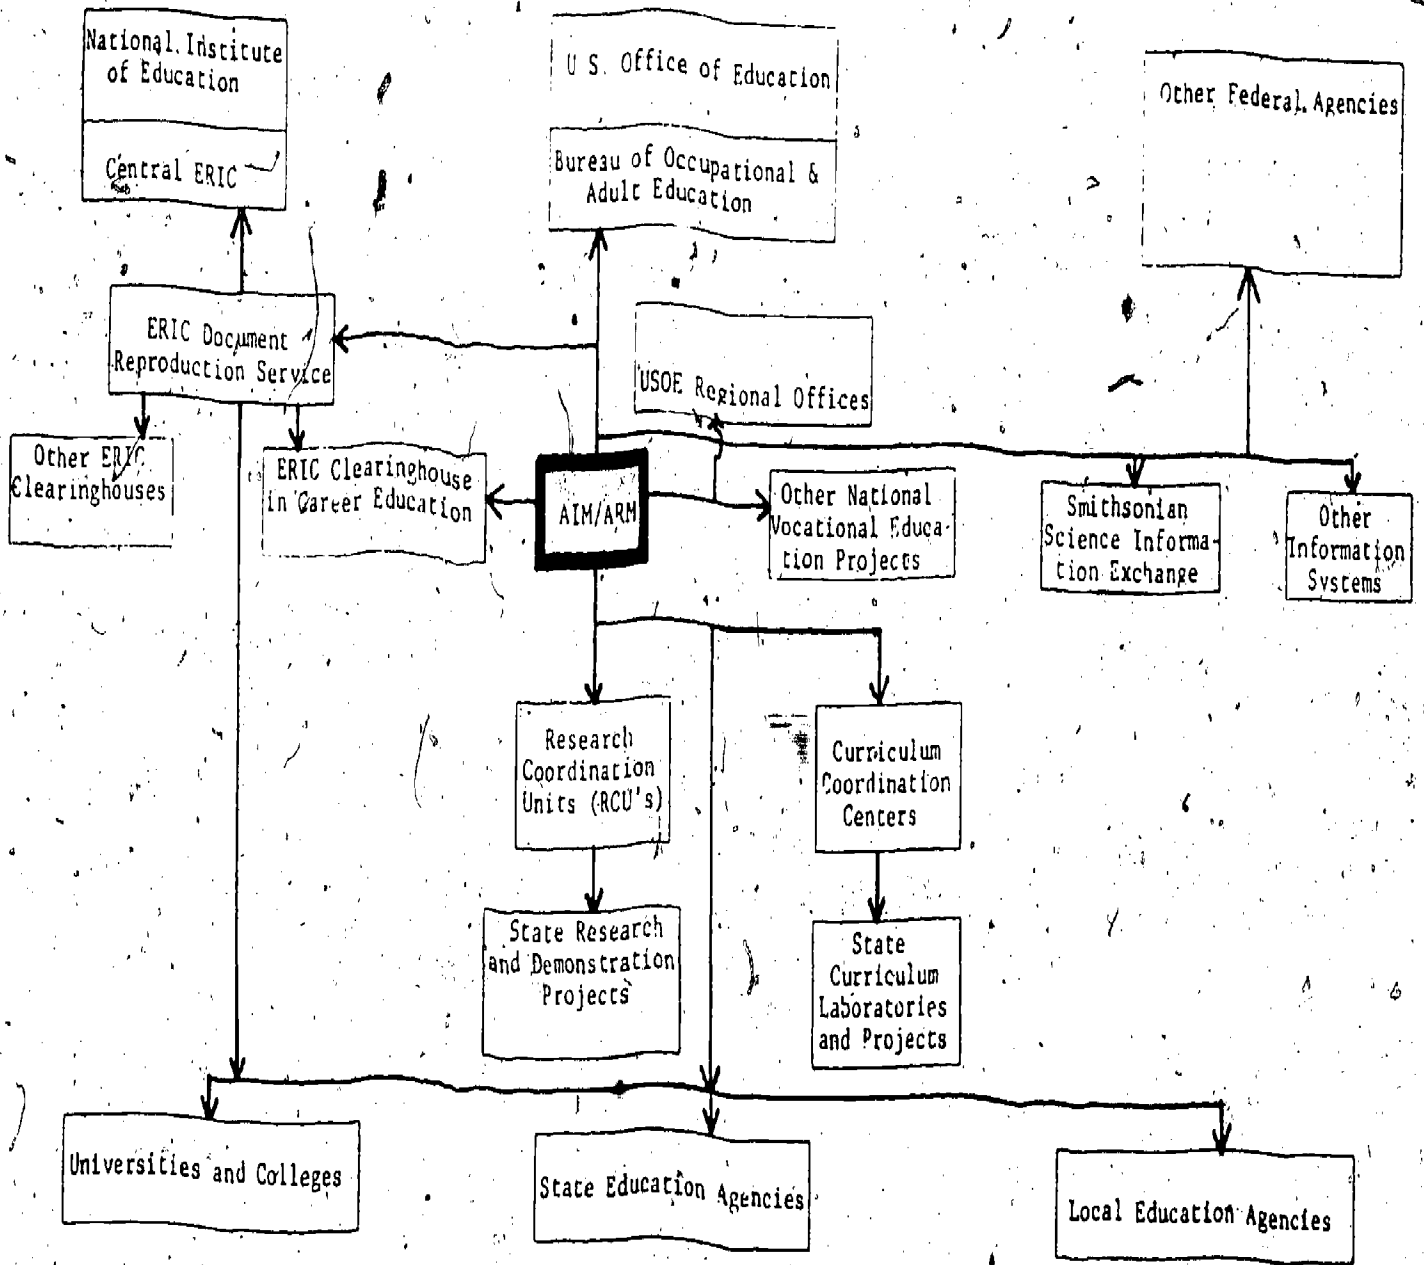 National Institute
of Education
Central ERIC
U.S. Office of Education
Bureau of Occupational &
Adult Education
Other Federal Agencies
ERIC Document
Reproduction Service
USOE Regional Offices
Other ERIC
Clearinghouses
ERIC Clearinghouse
in Career Education
AIM/ARM
Other National
Vocational Educa-
tion Projects
Smithsonian
Science Informa-
tion Exchange
Other
Information
Systems
Research
Coordination
Units (RCU's)
Curriculum
Coordination
Centers
State Research
and Demonstration
Projects
State
Curriculum
Laboratories
and Projects
Universities and Colleges
State Education Agencies
Local Education Agencies